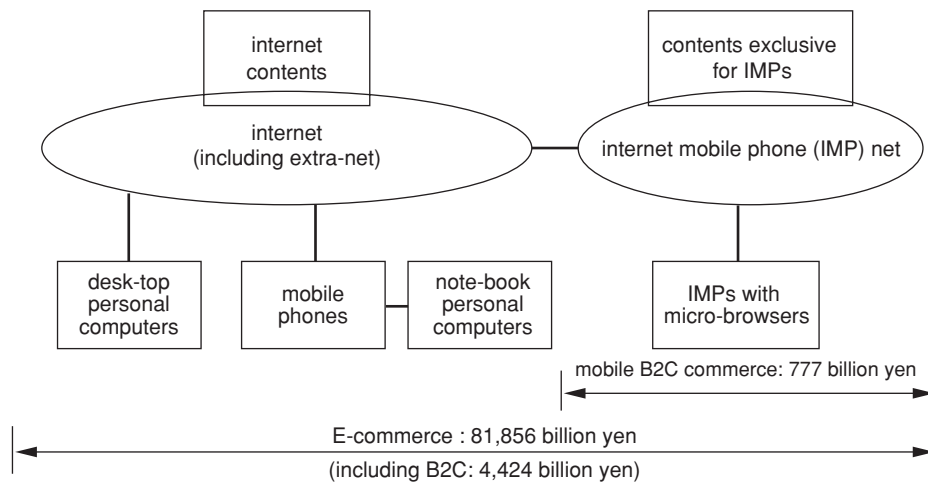 internet
contents
contents exclusive
for IMPs
internet
(including extra-net)
internet mobile phone (IMP) net
desk-top
personal
computers
mobile
phones
note-book
personal
computers
IMPs with
micro-browsers
mobile B2C commerce: 777 billion yen
E-commerce : 81,856 billion yen
(including B2C: 4,424 billion yen)